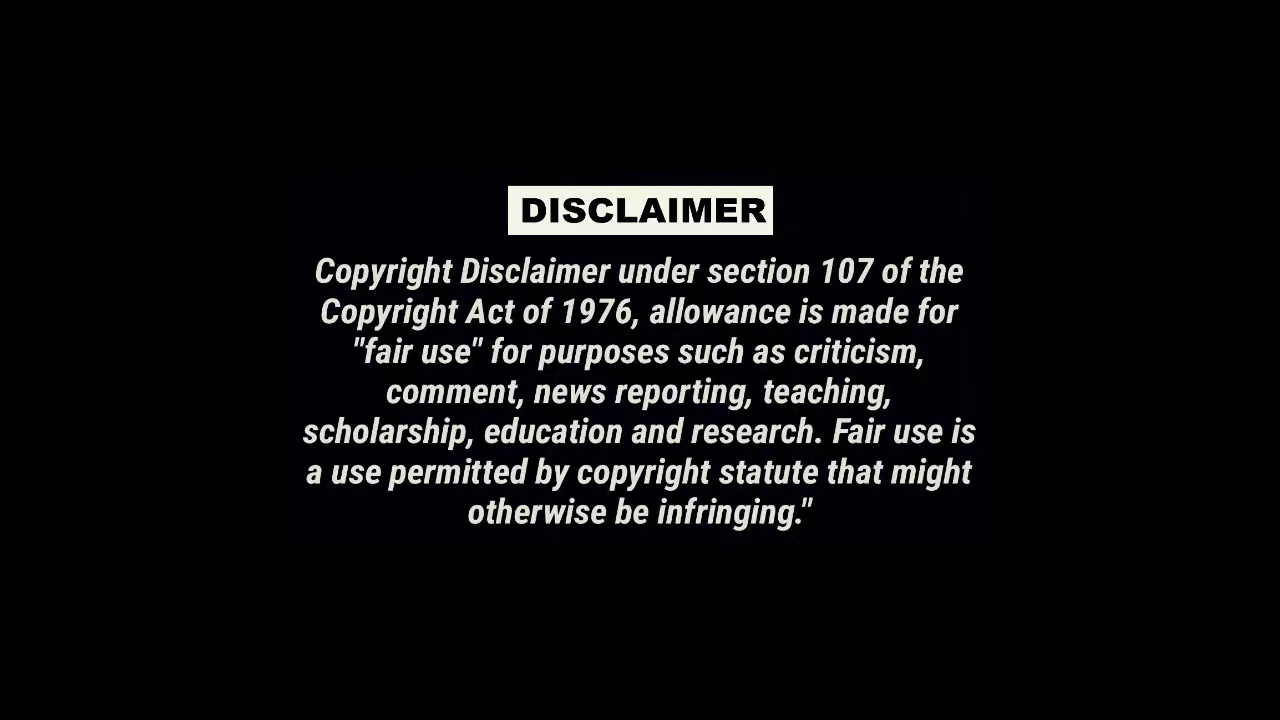 DISCLAIMER
Copyright Disclaimer under section 107 of the
Copyright Act of 1976, allowance is made for
"fair use" for purposes such as criticism,
comment, news reporting, teaching,
scholarship, education and research. Fair use is
a use permitted by copyright statute that might
otherwise be infringing."